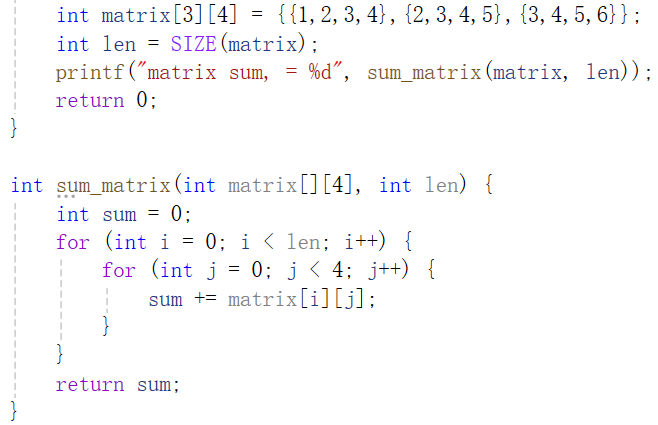 int matrix[3][4] = {{1,2,3,4},{2,3,4,5},{3,4,5,6}};
int len = SIZE(matrix);
printf("matrix sum, = %d", sum_matrix(matrix, len));
return 0;
}
int sum_matrix(int matrix[][4], int len) {
int sum = 0;
for (int i = 0; i < len; i++) {
for (int j = 0; j < 4; j++) {
sum += matrix[i][j];
}
}
return sum;
}